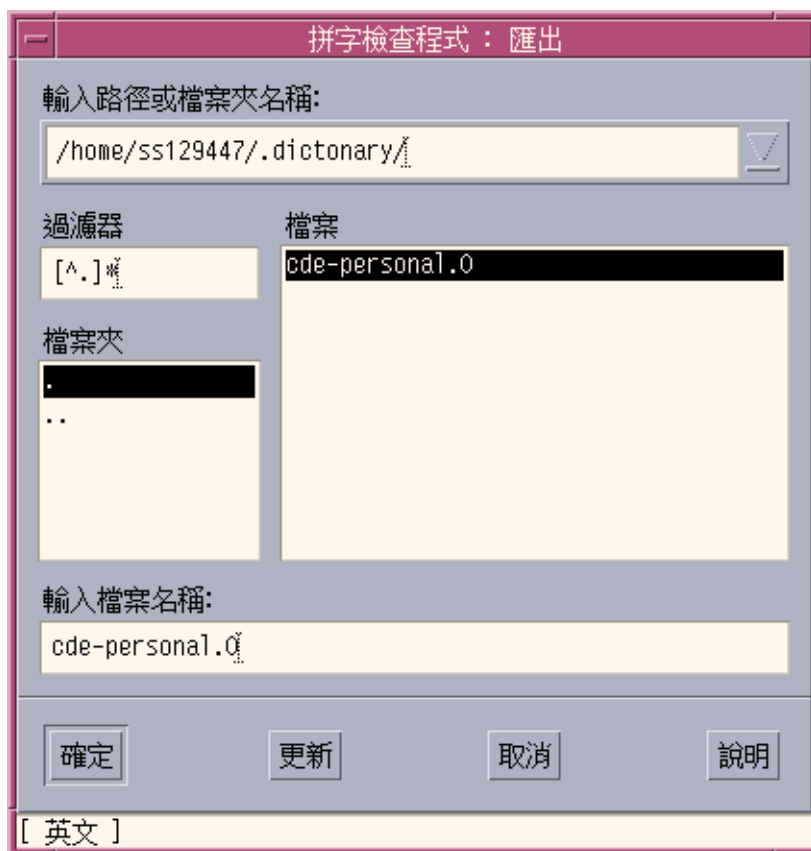 拼字檢查程式 : 匯出
輸入路徑或檔案夾名稱:
/home/ss129447/.dictonary/
過濾器
[^.]*
檔案
cde-personal.0
檔案夾
.
..
輸入檔案名稱:
cde-personal.0
確定
更新
取消
說明
[ 英文 ]